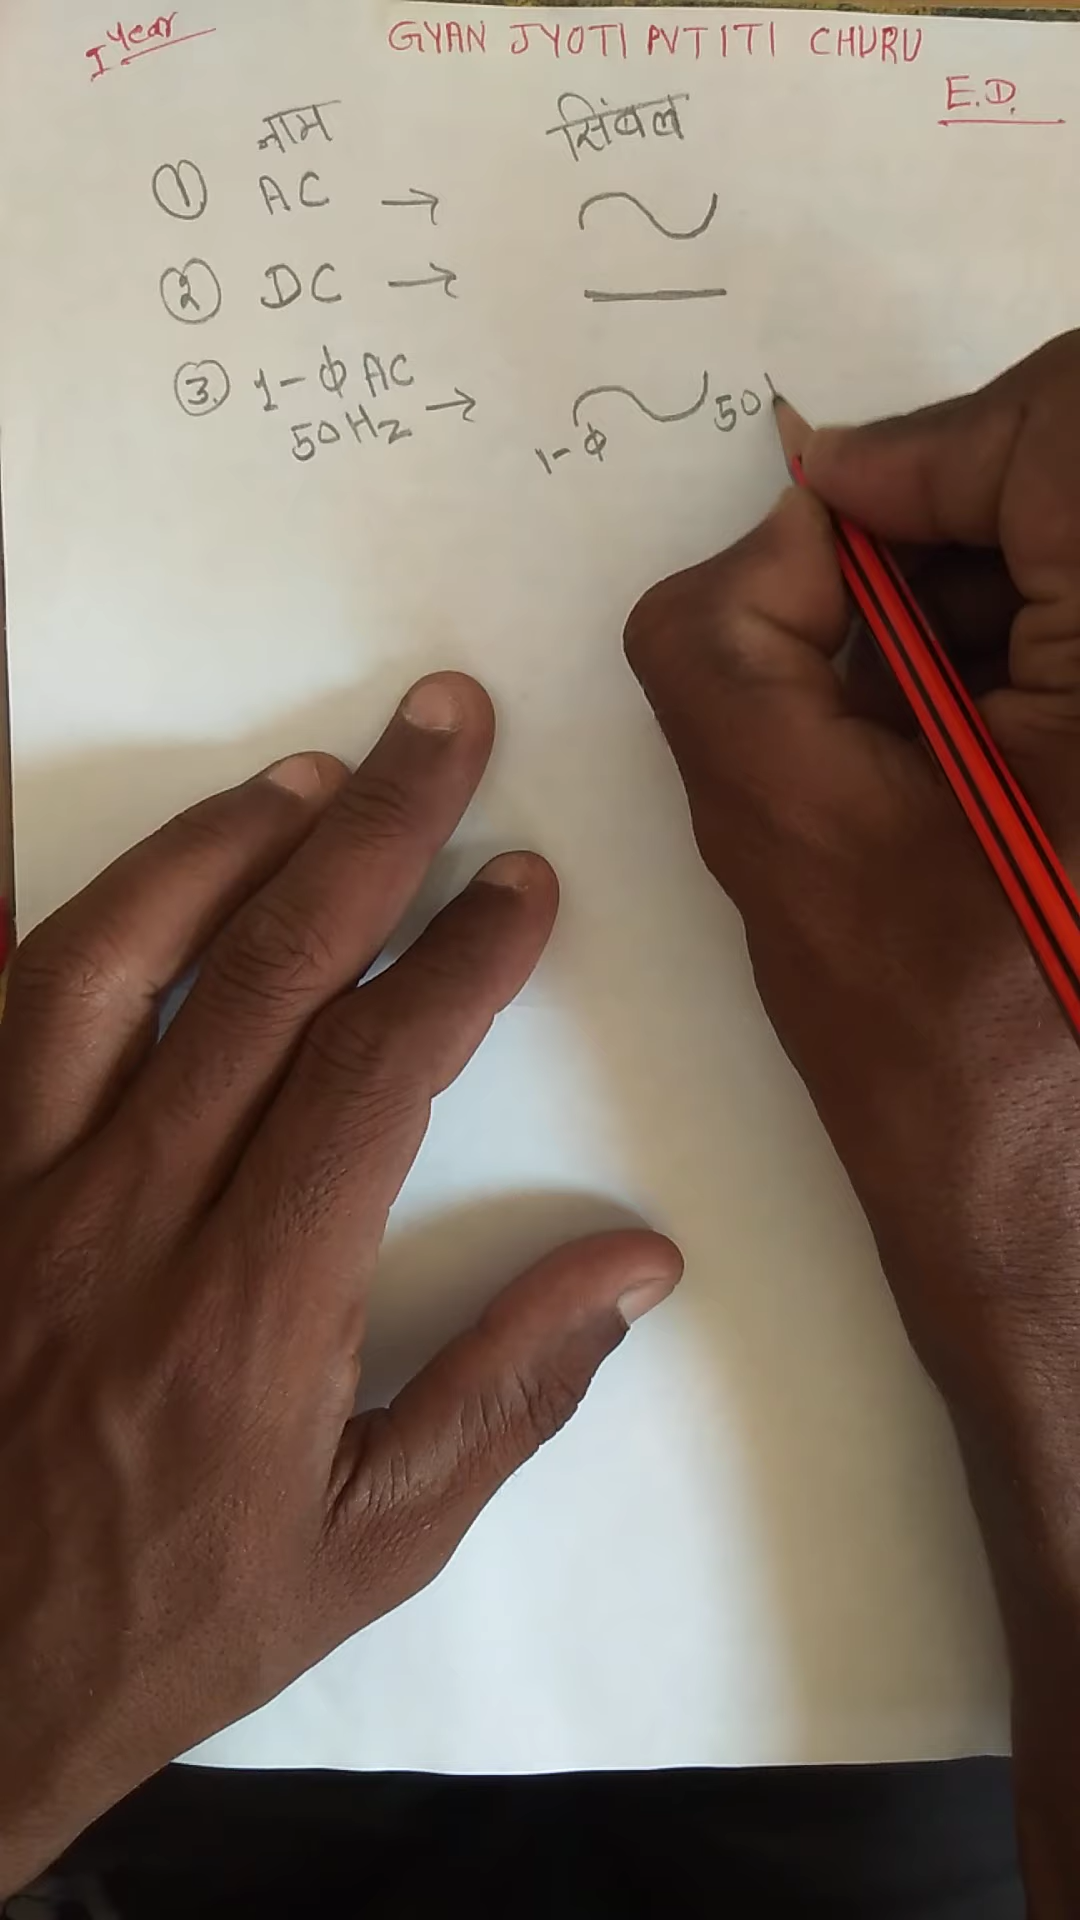 I Year
GYAN JYOTI PVT ITI CHURU
E.D.
नाम सिंबल
1. AC → ~
2. DC → —
3. 1-Φ AC
50Hz → 1-Φ ~ 50